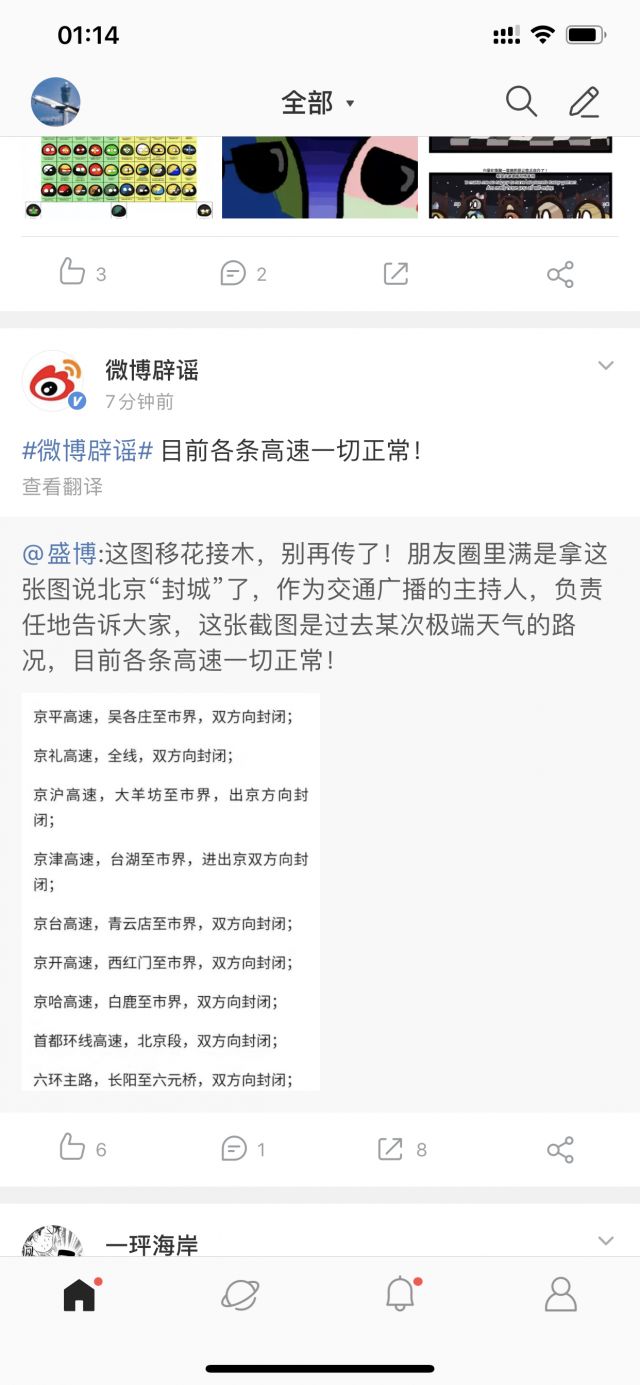 01:14
全部
3
2
微博辟谣
7分钟前
#微博辟谣# 目前各条高速一切正常！
查看翻译
@盛博:这图移花接木，别再传了！朋友圈里满是拿这
张图说北京“封城”了，作为交通广播的主持人，负责
任地告诉大家，这张截图是过去某次极端天气的路
况，目前各条高速一切正常！
京平高速，吴各庄至市界，双方向封闭；
京礼高速，全线，双方向封闭；
京沪高速，大羊坊至市界，出京方向封
闭；
京津高速，台湖至市界，进出京双方向封
闭；
京台高速，青云店至市界，双方向封闭；
京开高速，西红门至市界，双方向封闭；
京哈高速，白鹿至市界，双方向封闭；
首都环线高速，北京段，双方向封闭；
六环主路，长阳至六元桥，双方向封闭；
6
1
8
一坪海岸